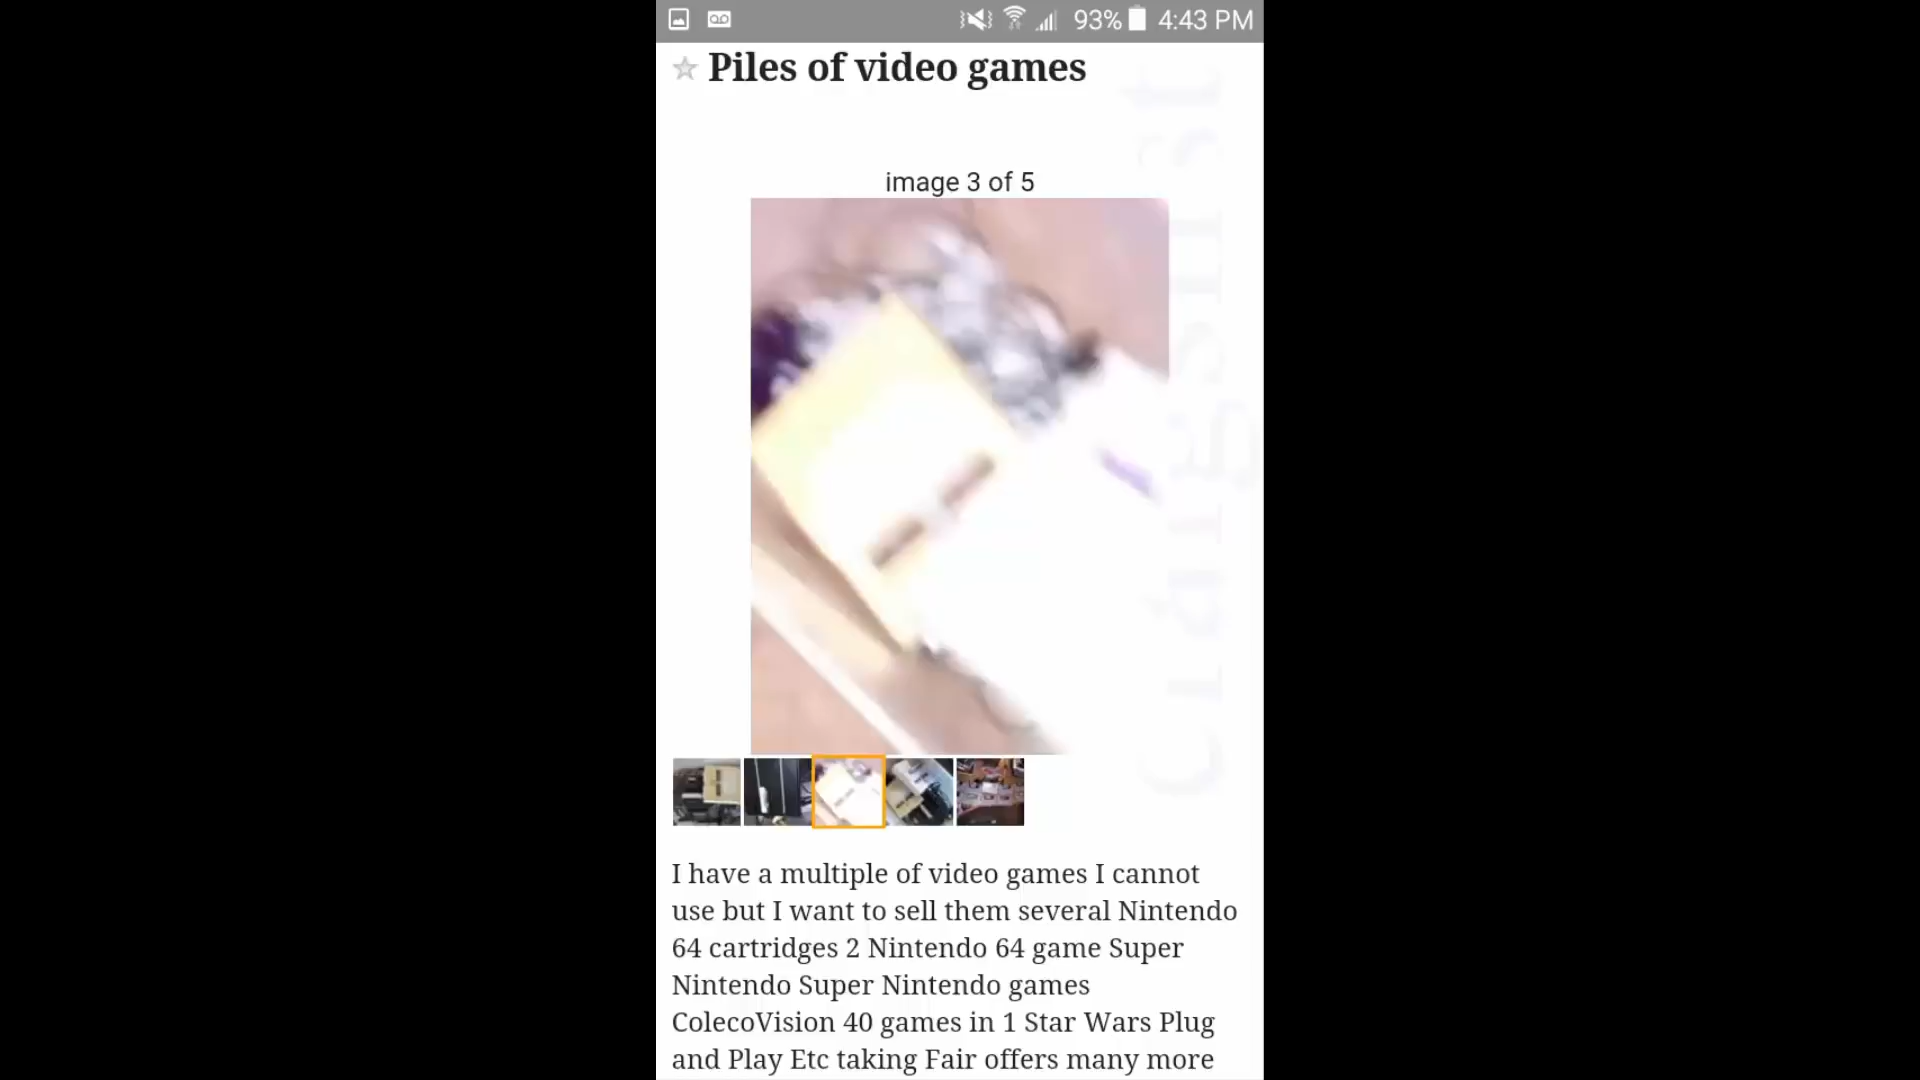 93% 4:43 PM
Piles of video games
image 3 of 5
craigslist
I have a multiple of video games I cannot
use but I want to sell them several Nintendo
64 cartridges 2 Nintendo 64 game Super
Nintendo Super Nintendo games
ColecoVision 40 games in 1 Star Wars Plug
and Play Etc taking Fair offers many more